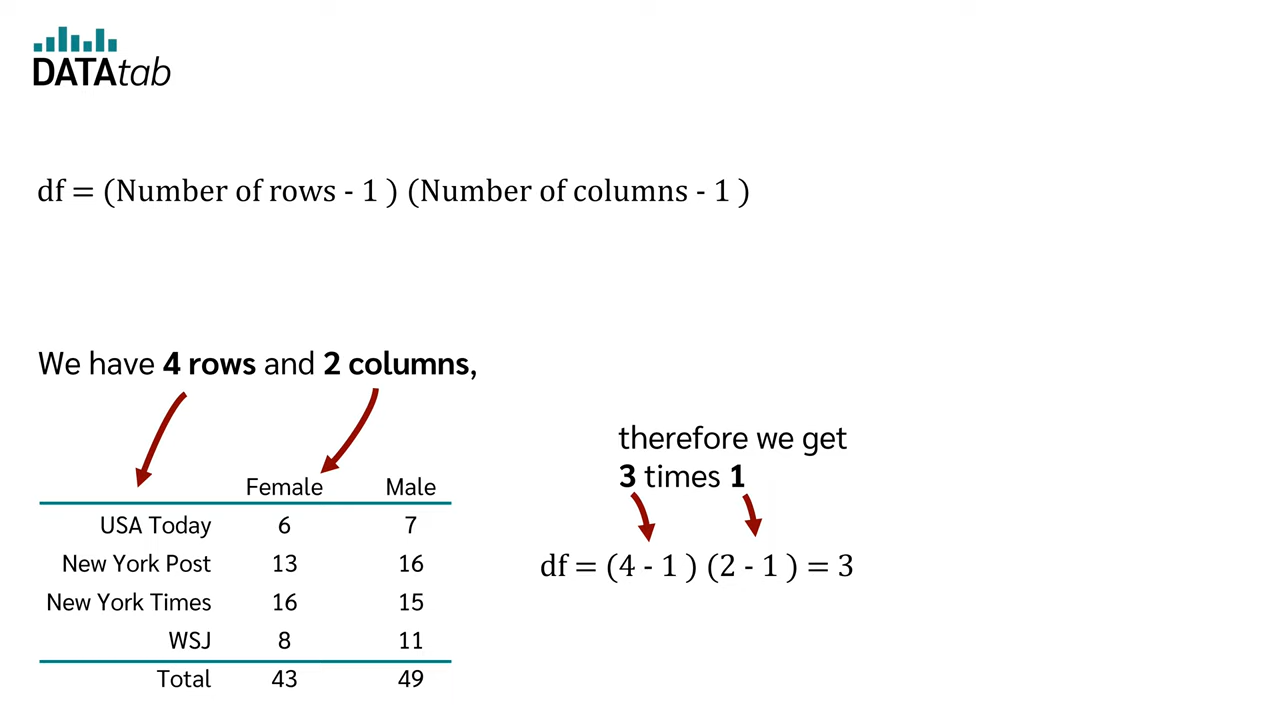 DATAtab
df = (Number of rows - 1 ) (Number of columns - 1 )
We have 4 rows and 2 columns,
therefore we get
3 times 1
df = (4 - 1 ) (2 - 1 ) = 3
Female Male
USA Today 6 7
New York Post 13 16
New York Times 16 15
WSJ 8 11
Total 43 49